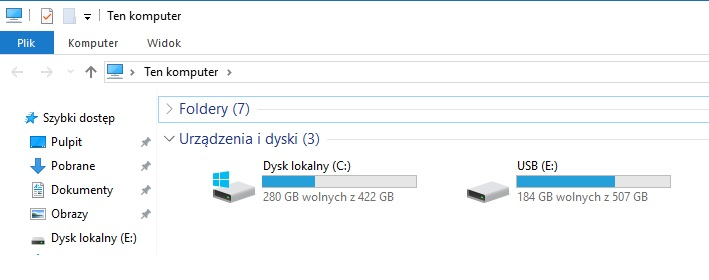 Ten komputer
Plik Komputer Widok
Ten komputer
Szybki dostęp
Pulpit
Pobrane
Dokumenty
Obrazy
Dysk lokalny (E:)
Foldery (7)
Urządzenia i dyski (3)
Dysk lokalny (C:)
280 GB wolnych z 422 GB
USB (E:)
184 GB wolnych z 507 GB